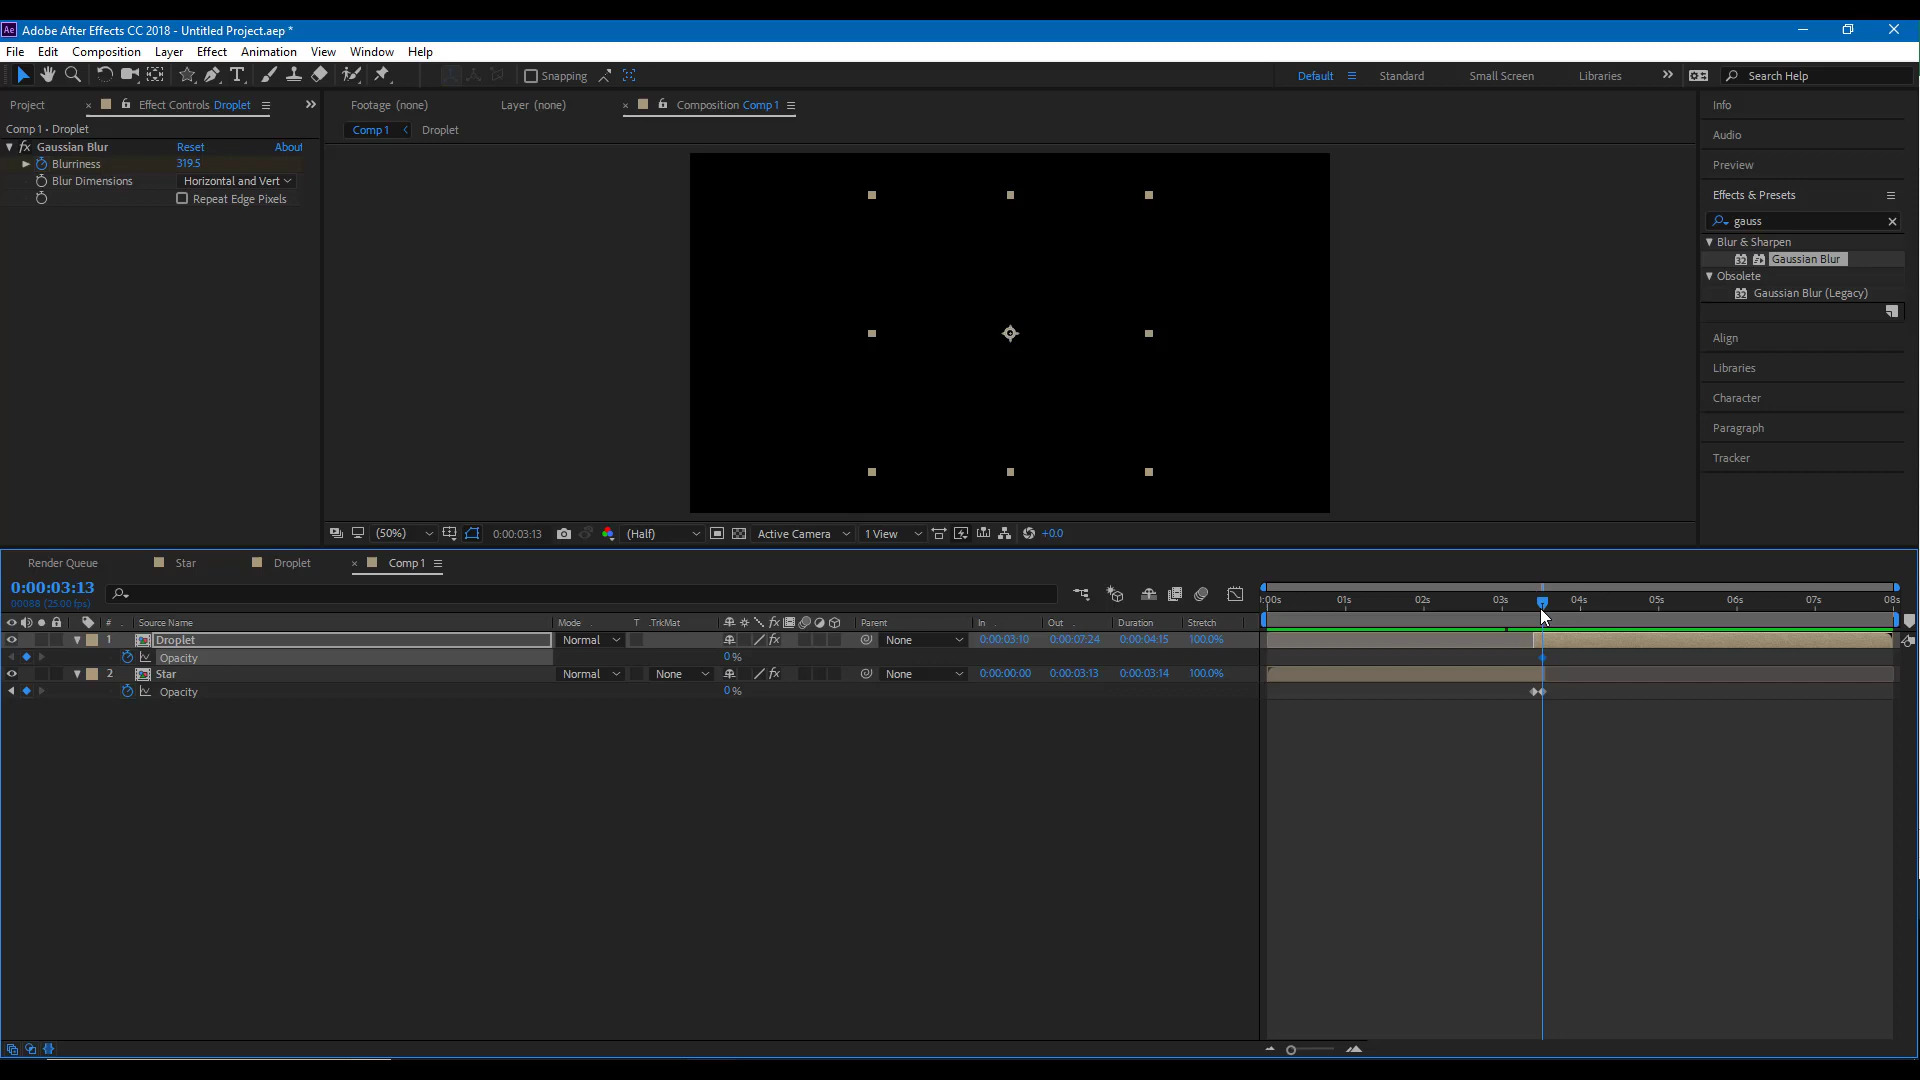 Ae Adobe After Effects CC 2018 - Untitled Project.aep *
File Edit Composition Layer Effect Animation View Window Help
T Snapping Default Standard Small Screen Libraries » Search Help
Project × Effect Controls Droplet » Footage (none) Layer (none) × Composition Comp 1 Info
Comp 1 • Droplet Comp 1 Droplet
Audio
fx Gaussian Blur Reset About
Blurriness 319.5 Preview
Blur Dimensions Horizontal and Vert
Repeat Edge Pixels Effects & Presets
gauss
Blur & Sharpen
32 Gaussian Blur
Obsolete
32 Gaussian Blur (Legacy)
Align
Libraries
Character
Paragraph
Tracker
(50%) 0:00:03:13 (Half) Active Camera 1 View +0.0
Render Queue Star Droplet × Comp 1
0:00:03:13
00088 (25.00 fps) :00s 01s 02s 03s 04s 05s 06s 07s 08s
# Source Name Mode T .TrkMat fx Parent In Out Duration Stretch
1 Droplet Normal fx None 0:00:03:10 0:00:07:24 0:00:04:15 100.0%
Opacity 0 %
2 Star Normal None fx None 0:00:00:00 0:00:03:13 0:00:03:14 100.0%
Opacity 0 %